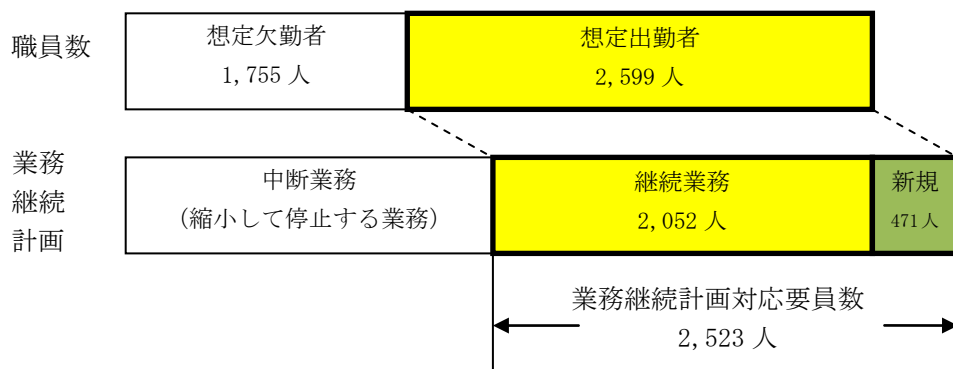 職員数
想定欠勤者
1,755 人
想定出勤者
2,599 人
業務
継続
計画
中断業務
(縮小して停止する業務)
継続業務
2,052 人
新規
471 人
業務継続計画対応要員数
2,523 人